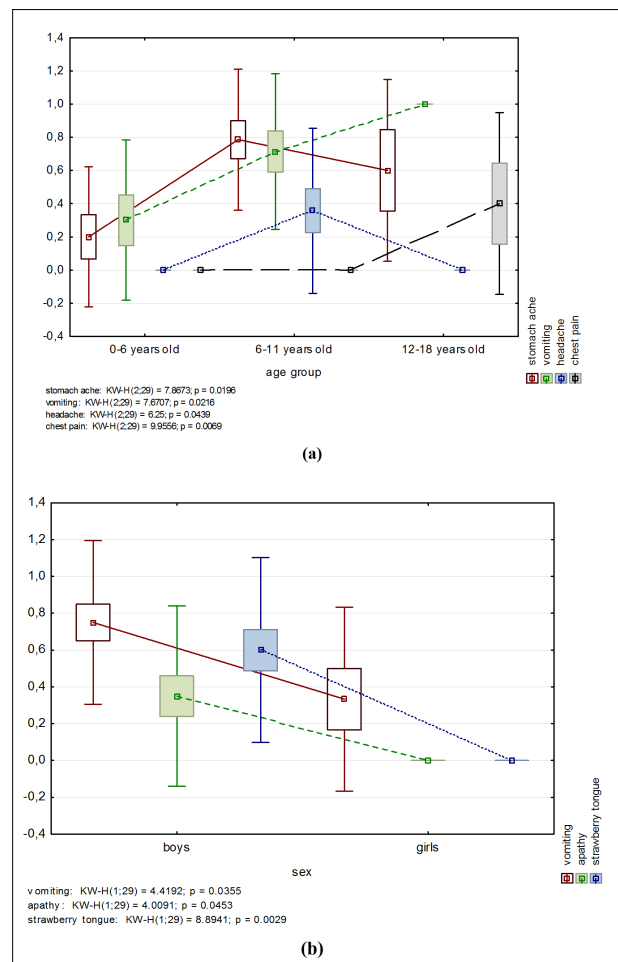 1,4
1,2
1,0
0,8
0,6
0,4
0,2
0,0
-0,2
-0,4
0-6 years old 6-11 years old 12-18 years old
age group
stomach ache
vomiting
headache
chest pain
stomach ache: KW-H(2;29) = 7.8673; p = 0.0196
vomiting: KW-H(2;29) = 7.6707; p = 0.0216
headache: KW-H(2;29) = 6.25; p = 0.0439
chest pain: KW-H(2;29) = 9.9556; p = 0.0069
(a)
1,4
1,2
1,0
0,8
0,6
0,4
0,2
0,0
-0,2
-0,4
boys girls
sex
vomiting
apathy
strawberry tongue
vomiting: KW-H(1;29) = 4.4192; p = 0.0355
apathy: KW-H(1;29) = 4.0091; p = 0.0453
strawberry tongue: KW-H(1;29) = 8.8941; p = 0.0029
(b)